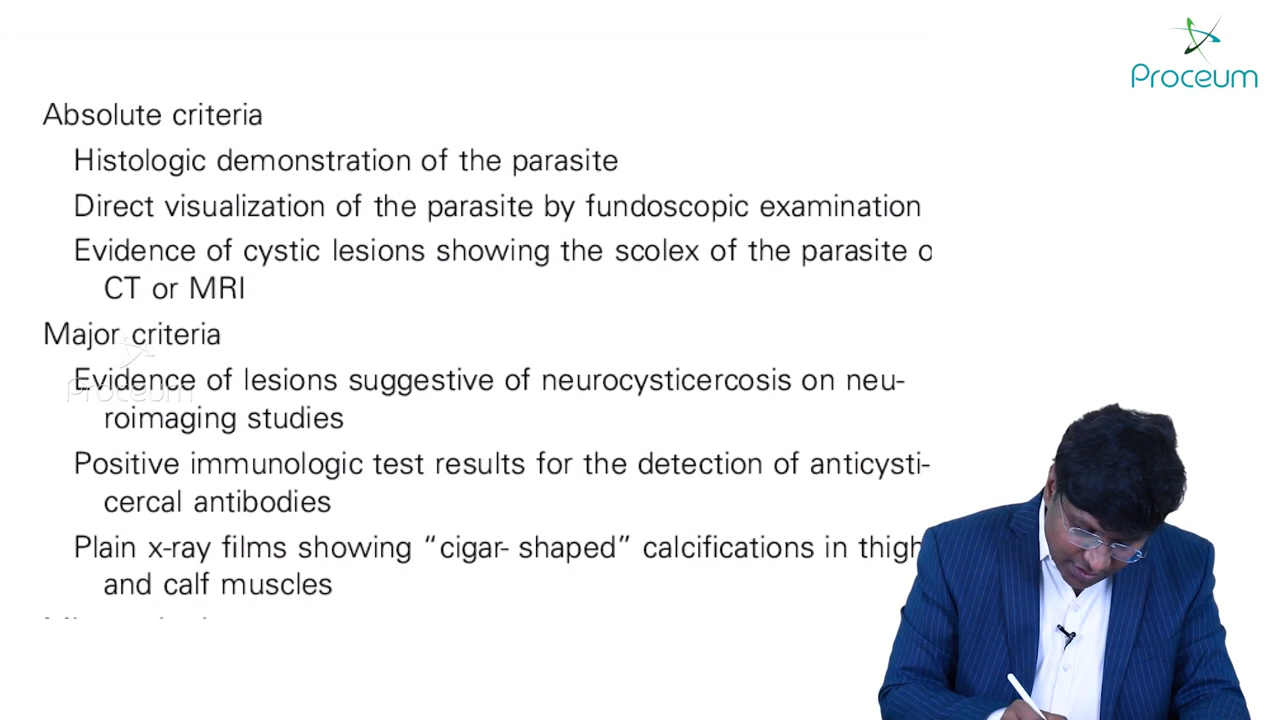 Proceum
Absolute criteria
Histologic demonstration of the parasite
Direct visualization of the parasite by fundoscopic examination
Evidence of cystic lesions showing the scolex of the parasite o
CT or MRI
Major criteria
Evidence of lesions suggestive of neurocysticercosis on neu-
roimaging studies
Proceum
Positive immunologic test results for the detection of anticysti-
cercal antibodies
Plain x-ray films showing “cigar- shaped” calcifications in thigh
and calf muscles